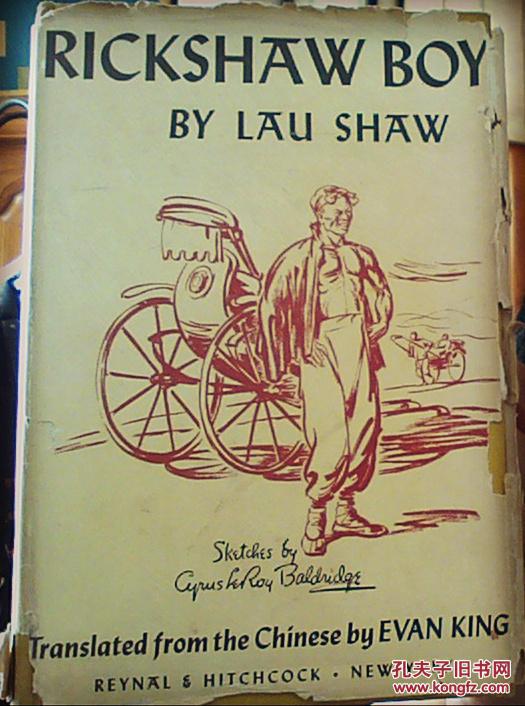 RICKSHAW BOY
BY LAU SHAW
Sketches by
Cyrus LeRoy Baldridge
Translated from the Chinese by EVAN KING
REYNAL & HITCHCOCK · NEW
孔夫子旧书网
www.kongfz.com